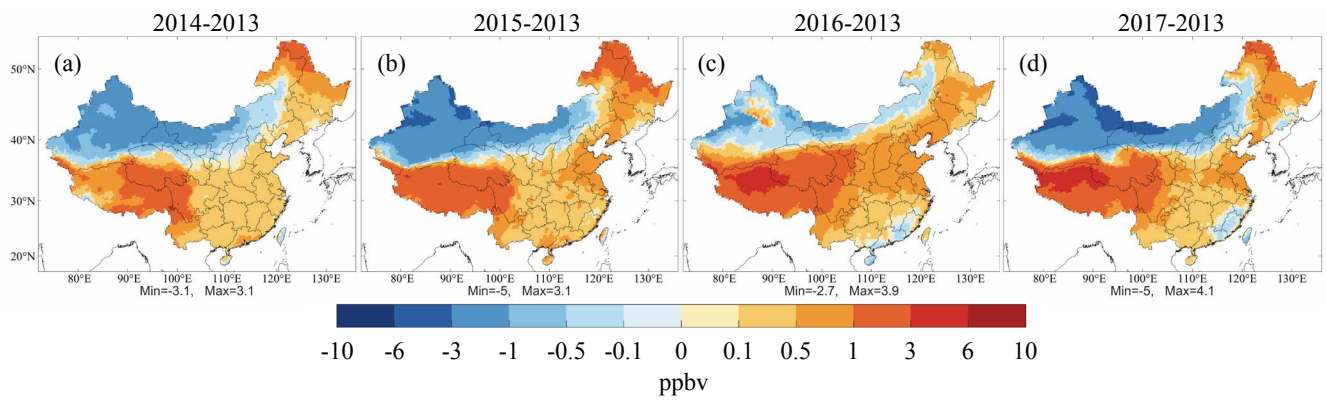 2014-2013 2015-2013 2016-2013 2017-2013
(a) (b) (c) (d)
50°N
40°N
30°N
20°N
80°E 90°E 100°E 110°E 120°E 130°E 80°E 90°E 100°E 110°E 120°E 130°E 80°E 90°E 100°E 110°E 120°E 130°E 80°E 90°E 100°E 110°E 120°E 130°E
Min=-3.1, Max=3.1 Min=-5, Max=3.1 Min=-2.7, Max=3.9 Min=-5, Max=4.1
-10 -6 -3 -1 -0.5 -0.1 0 0.1 0.5 1 3 6 10
ppbv